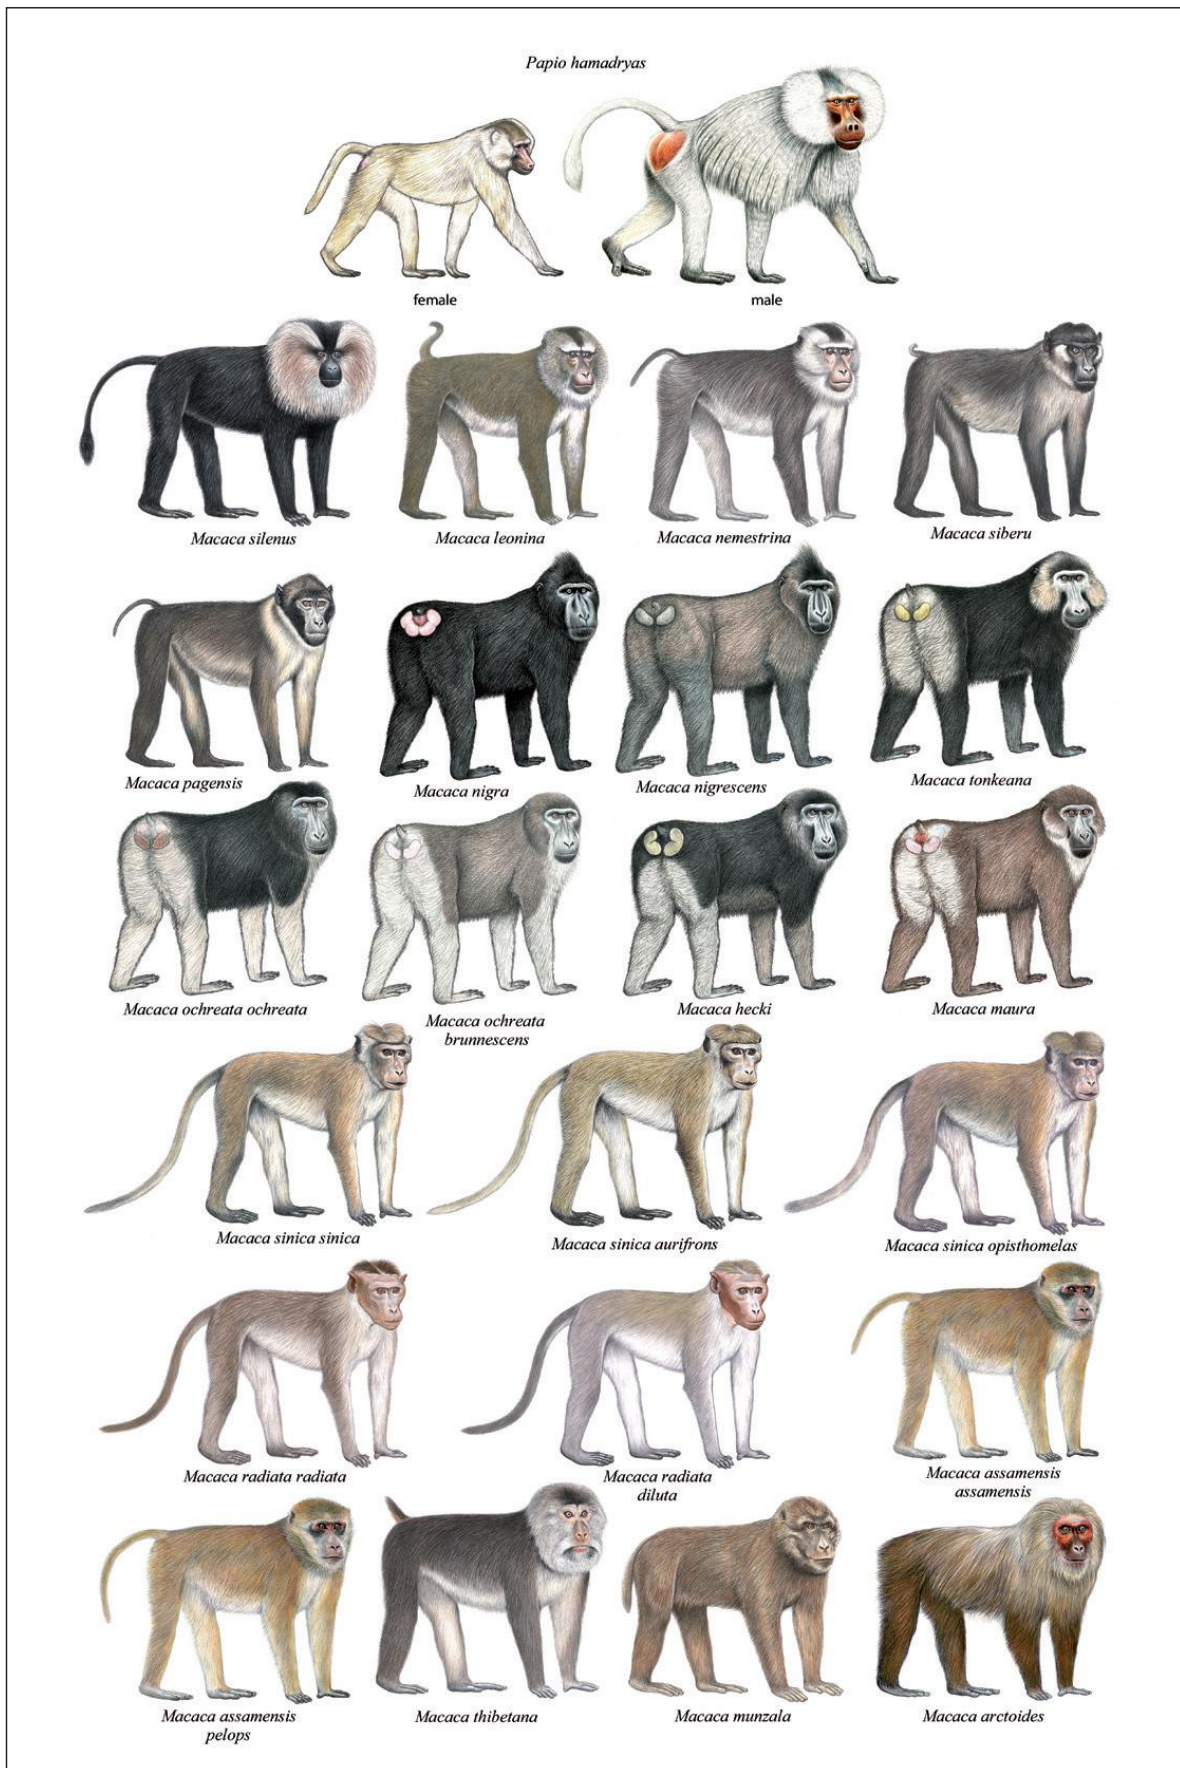 Papio hamadryas
female
male
Macaca silenus
Macaca leonina
Macaca nemestrina
Macaca siberu
Macaca pagensis
Macaca nigra
Macaca nigrescens
Macaca tonkeana
Macaca ochreata ochreata
Macaca ochreata
brunnescens
Macaca hecki
Macaca maura
Macaca sinica sinica
Macaca sinica aurifrons
Macaca sinica opisthomelas
Macaca radiata radiata
Macaca radiata
diluta
Macaca assamensis
assamensis
Macaca assamensis
pelops
Macaca thibetana
Macaca munzala
Macaca arctoides